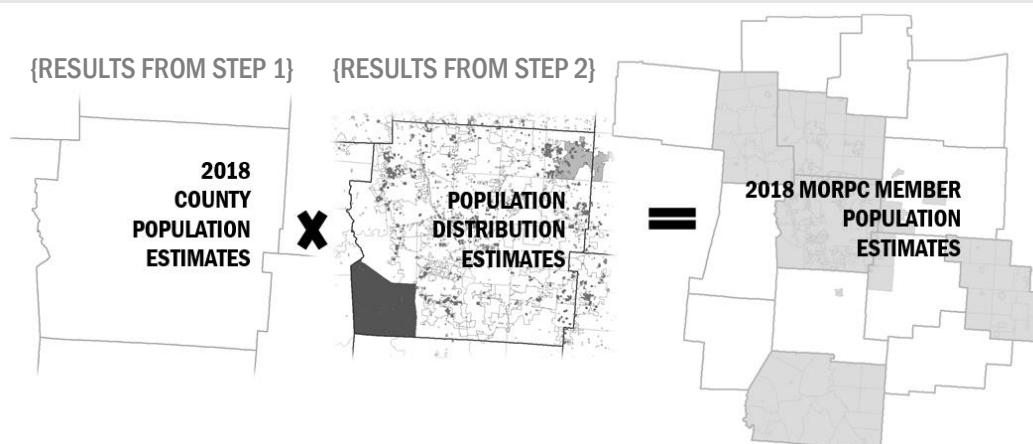 {RESULTS FROM STEP 1}
{RESULTS FROM STEP 2}
2018
COUNTY
POPULATION
ESTIMATES
X
POPULATION
DISTRIBUTION
ESTIMATES
=
2018 MORPC MEMBER
POPULATION
ESTIMATES